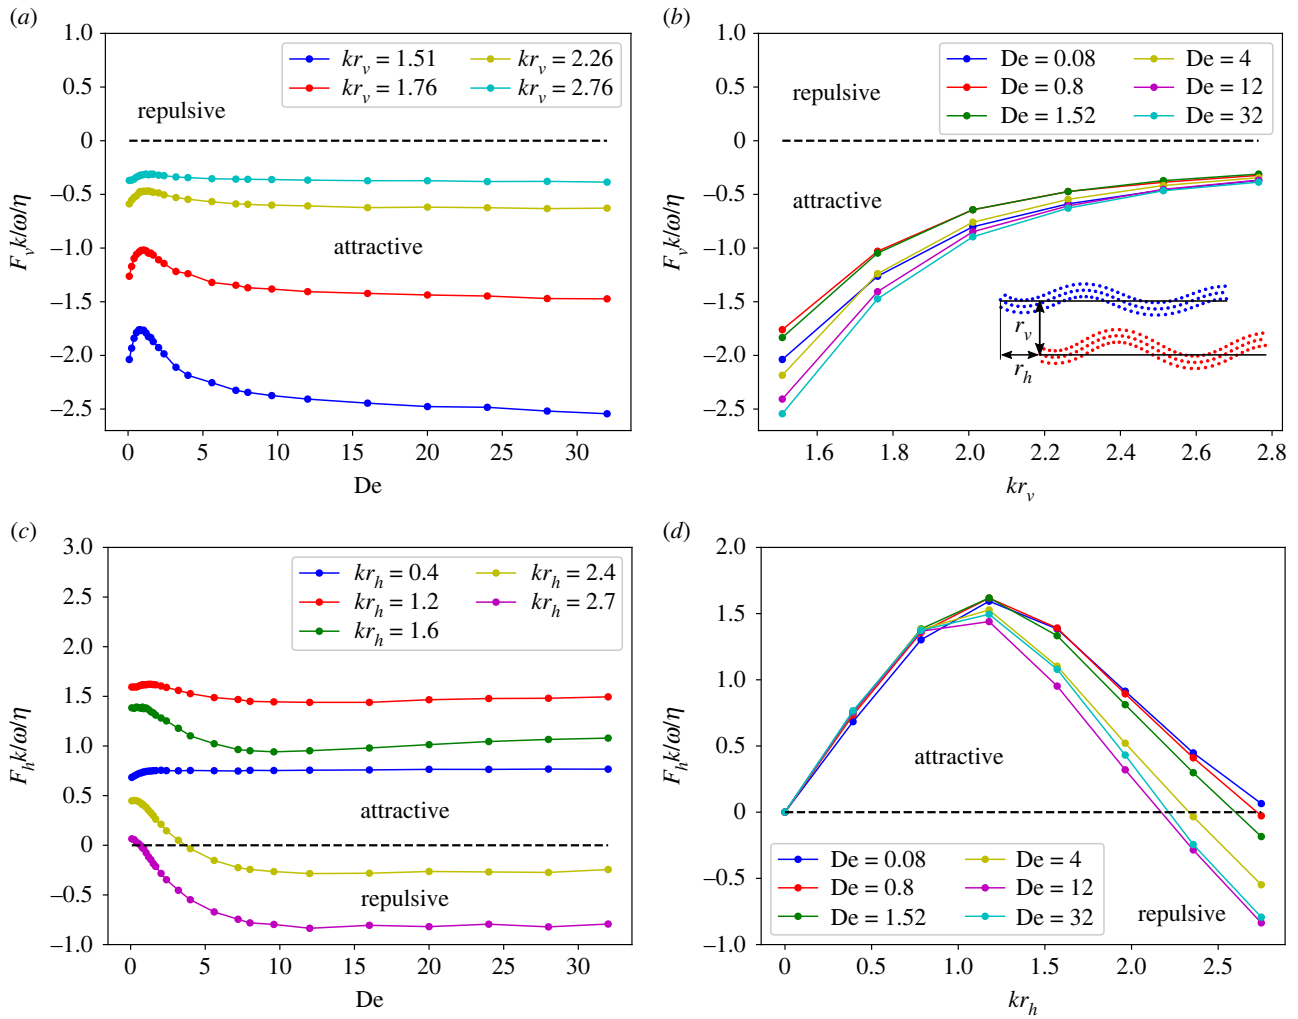 (a)
1.0
0.5
0
–0.5
–1.0
–1.5
–2.0
–2.5
F_v k/ω/η
kr_v = 1.51
kr_v = 1.76
kr_v = 2.26
kr_v = 2.76
repulsive
attractive
0 5 10 15 20 25 30
De
(b)
1.0
0.5
0
–0.5
–1.0
–1.5
–2.0
–2.5
F_v k/ω/η
De = 0.08
De = 0.8
De = 1.52
De = 4
De = 12
De = 32
repulsive
attractive
r_v
r_h
1.6 1.8 2.0 2.2 2.4 2.6 2.8
kr_v
(c)
3.0
2.5
2.0
1.5
1.0
0.5
0
–0.5
–1.0
F_h k/ω/η
kr_h = 0.4
kr_h = 1.2
kr_h = 1.6
kr_h = 2.4
kr_h = 2.7
attractive
repulsive
0 5 10 15 20 25 30
De
(d)
2.0
1.5
1.0
0.5
0
–0.5
–1.0
F_h k/ω/η
attractive
De = 0.08
De = 0.8
De = 1.52
De = 4
De = 12
De = 32
repulsive
0 0.5 1.0 1.5 2.0 2.5
kr_h